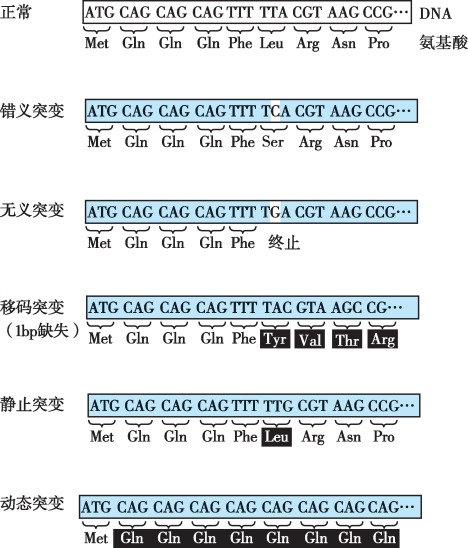 正常 ATG CAG CAG CAG TTT TTA CGT AAG CCG… DNA
Met Gln Gln Gln Phe Leu Arg Asn Pro 氨基酸
错义突变 ATG CAG CAG CAG TTT TCA CGT AAG CCG…
Met Gln Gln Gln Phe Ser Arg Asn Pro
无义突变 ATG CAG CAG CAG TTT TGA CGT AAG CCG…
Met Gln Gln Gln Phe 终止
移码突变 ATG CAG CAG CAG TTT TAC GTA AGC CG…
（1bp缺失） Met Gln Gln Gln Phe Tyr Val Thr Arg
静止突变 ATG CAG CAG CAG TTT TTG CGT AAG CCG…
Met Gln Gln Gln Phe Leu Arg Asn Pro
动态突变 ATG CAG CAG CAG CAG CAG CAG CAG CAG…
Met Gln Gln Gln Gln Gln Gln Gln Gln